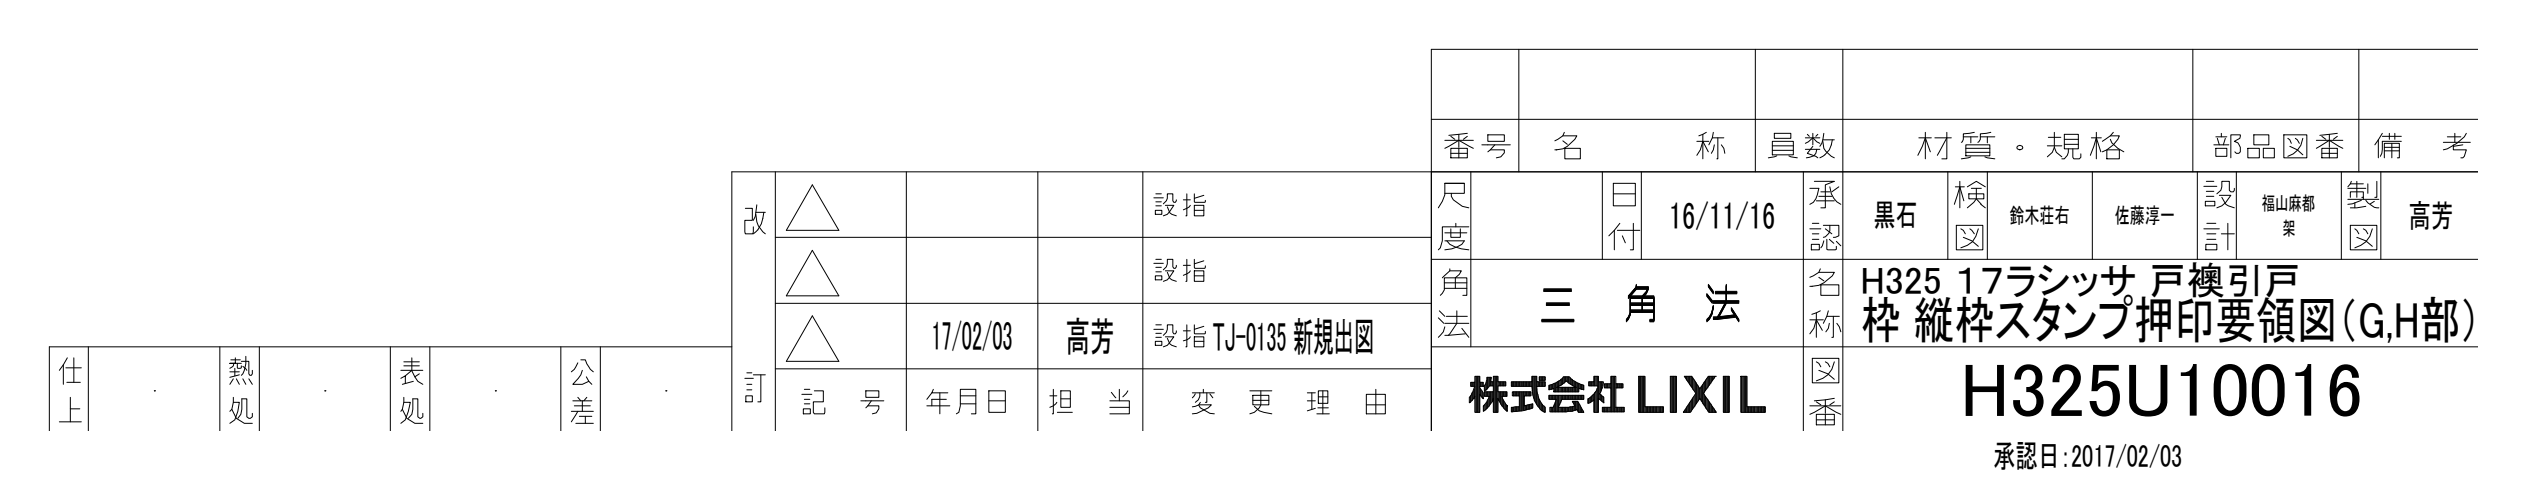 番号 名 称 員数 材質・規格 部品図番 備 考
改訂
設指
設指
17/02/03 高芳 設指 TJ-0135 新規出図
記 号 年月日 担 当 変 更 理 由
尺度 日付 16/11/16 承認 黒石 検図 鈴木荘右 佐藤淳一 設計 福山麻都架 製図 高芳
角法 三 角 法 名称 H325 17ラシッサ 戸襖引戸
枠 縦枠スタンプ押印要領図(G,H部)
仕上 . 熱処 . 表処 . 公差 .
株式会社 LIXIL 図番 H325U10016
承認日:2017/02/03